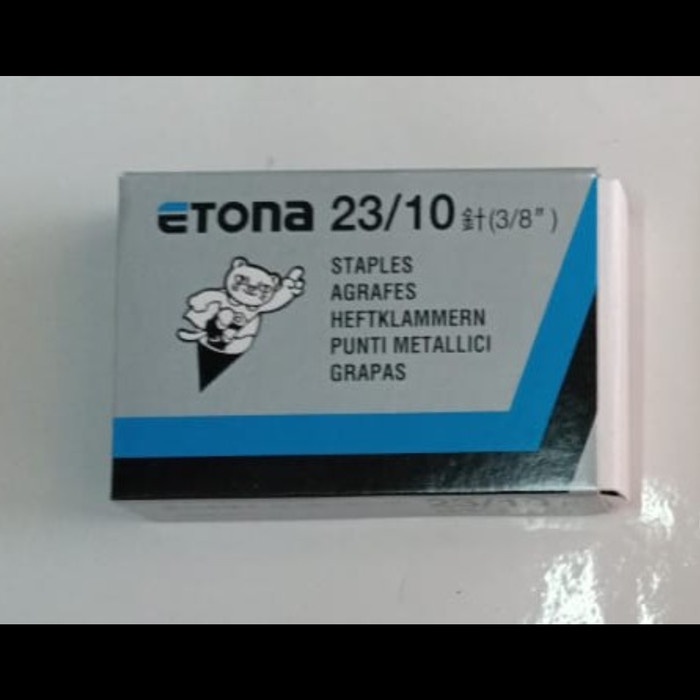 ETONA 23/10 針(3/8")
STAPLES
AGRAFES
HEFTKLAMMERN
PUNTI METALLICI
GRAPAS